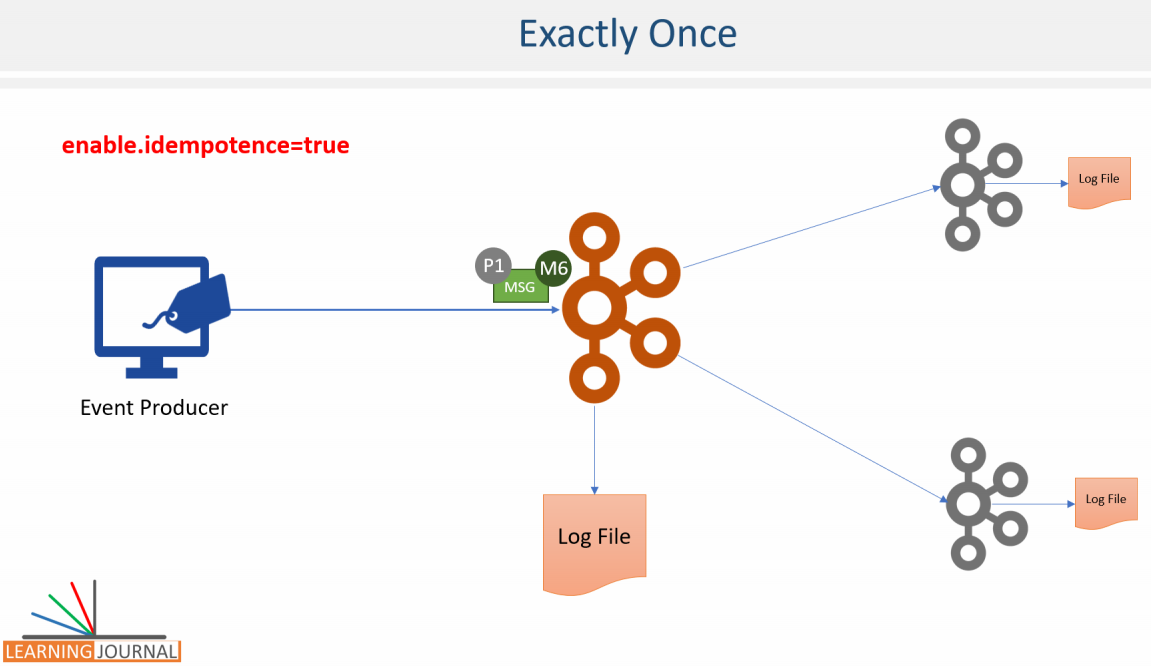 Exactly Once
enable.idempotence=true
Log File
P1
M6
MSG
Event Producer
Log File
Log File
LEARNING JOURNAL